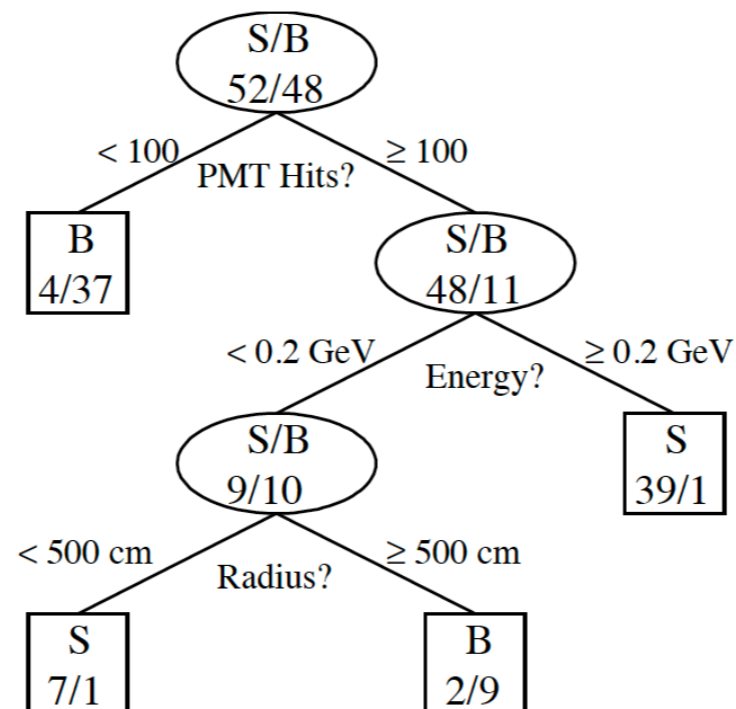 S/B
52/48
< 100
≥ 100
PMT Hits?
B
4/37
S/B
48/11
< 0.2 GeV
≥ 0.2 GeV
Energy?
S/B
9/10
S
39/1
< 500 cm
≥ 500 cm
Radius?
S
7/1
B
2/9